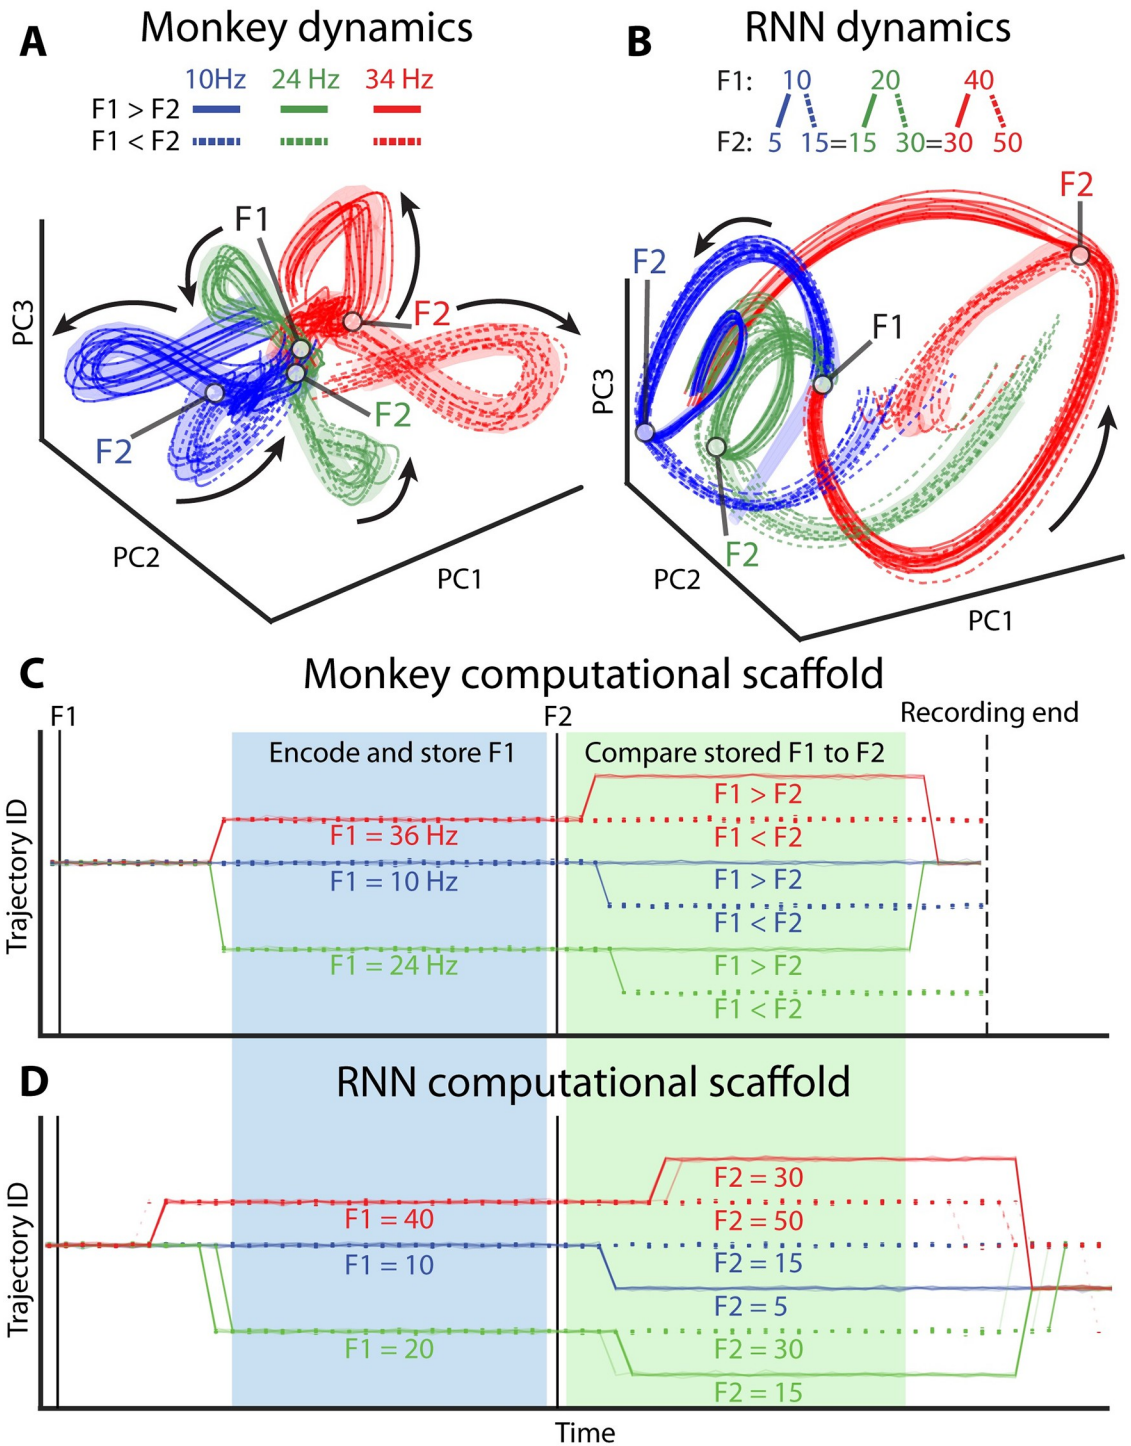 A
Monkey dynamics
10Hz 24 Hz 34 Hz
F1 > F2
F1 < F2
F1
F2
F2
F2
PC3
PC2
PC1
B
RNN dynamics
F1: 10 20 40
F2: 5 15=15 30=30 50
F2
F2
F1
F2
PC3
PC2
PC1
C
Monkey computational scaffold
F1
F2
Recording end
Encode and store F1
Compare stored F1 to F2
Trajectory ID
F1 > F2
F1 = 36 Hz
F1 < F2
F1 = 10 Hz
F1 > F2
F1 < F2
F1 = 24 Hz
F1 > F2
F1 < F2
D
RNN computational scaffold
Trajectory ID
F2 = 30
F1 = 40
F2 = 50
F1 = 10
F2 = 15
F2 = 5
F1 = 20
F2 = 30
F2 = 15
Time